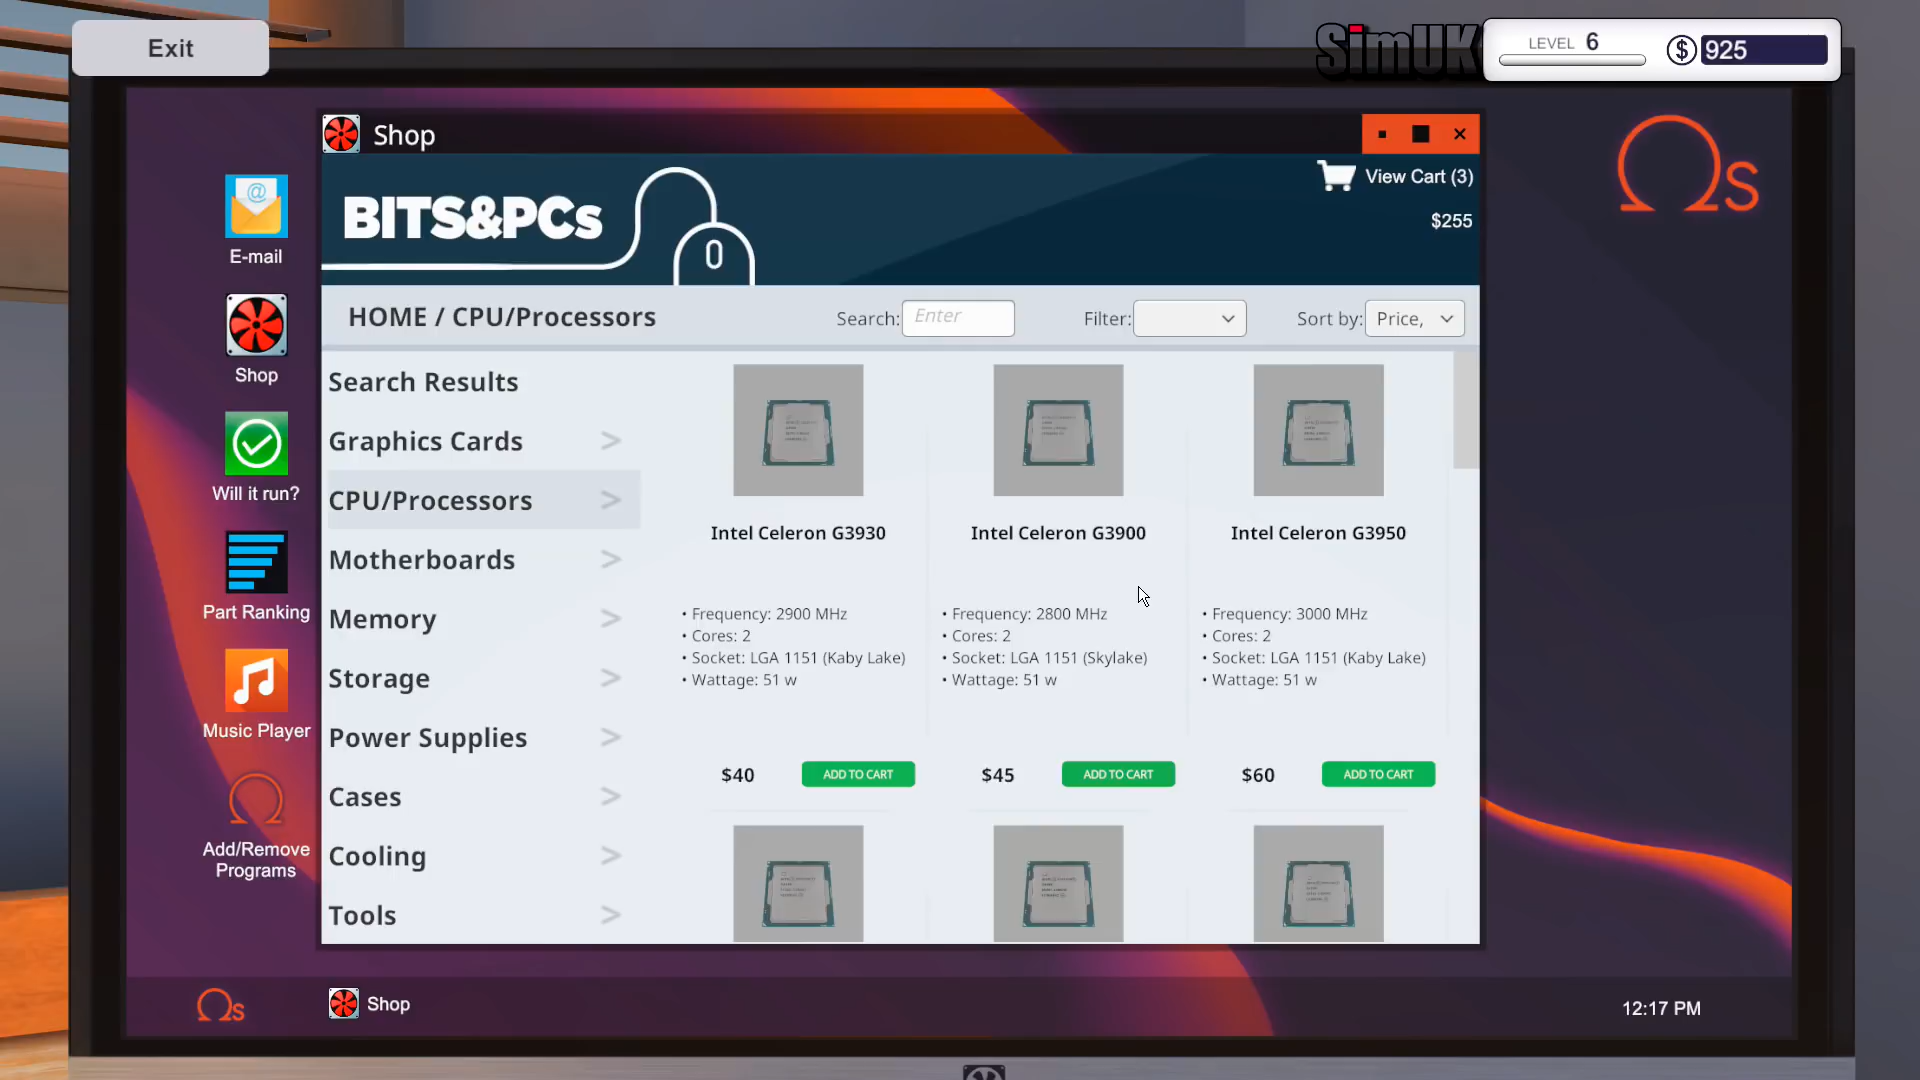 Exit
SimUK
LEVEL 6
$ 925
Shop
View Cart (3)
BITS&PCs
$255
HOME / CPU/Processors
Search: Enter
Filter:
Sort by: Price,
E-mail
Shop
Will it run?
Part Ranking
Music Player
Add/Remove
Programs
Search Results
Graphics Cards >
CPU/Processors >
Motherboards >
Memory >
Storage >
Power Supplies >
Cases >
Cooling >
Tools >
Intel Celeron G3930
• Frequency: 2900 MHz
• Cores: 2
• Socket: LGA 1151 (Kaby Lake)
• Wattage: 51 w
$40 ADD TO CART
Intel Celeron G3900
• Frequency: 2800 MHz
• Cores: 2
• Socket: LGA 1151 (Skylake)
• Wattage: 51 w
$45 ADD TO CART
Intel Celeron G3950
• Frequency: 3000 MHz
• Cores: 2
• Socket: LGA 1151 (Kaby Lake)
• Wattage: 51 w
$60 ADD TO CART
Ωs
Ωs
Shop
12:17 PM